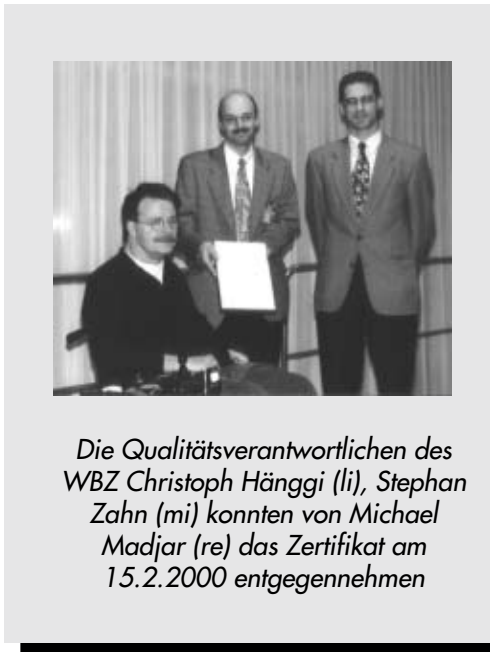 Die Qualitätsverantwortlichen des
WBZ Christoph Hänggi (li), Stephan
Zahn (mi) konnten von Michael
Madjar (re) das Zertifikat am
15.2.2000 entgegennehmen